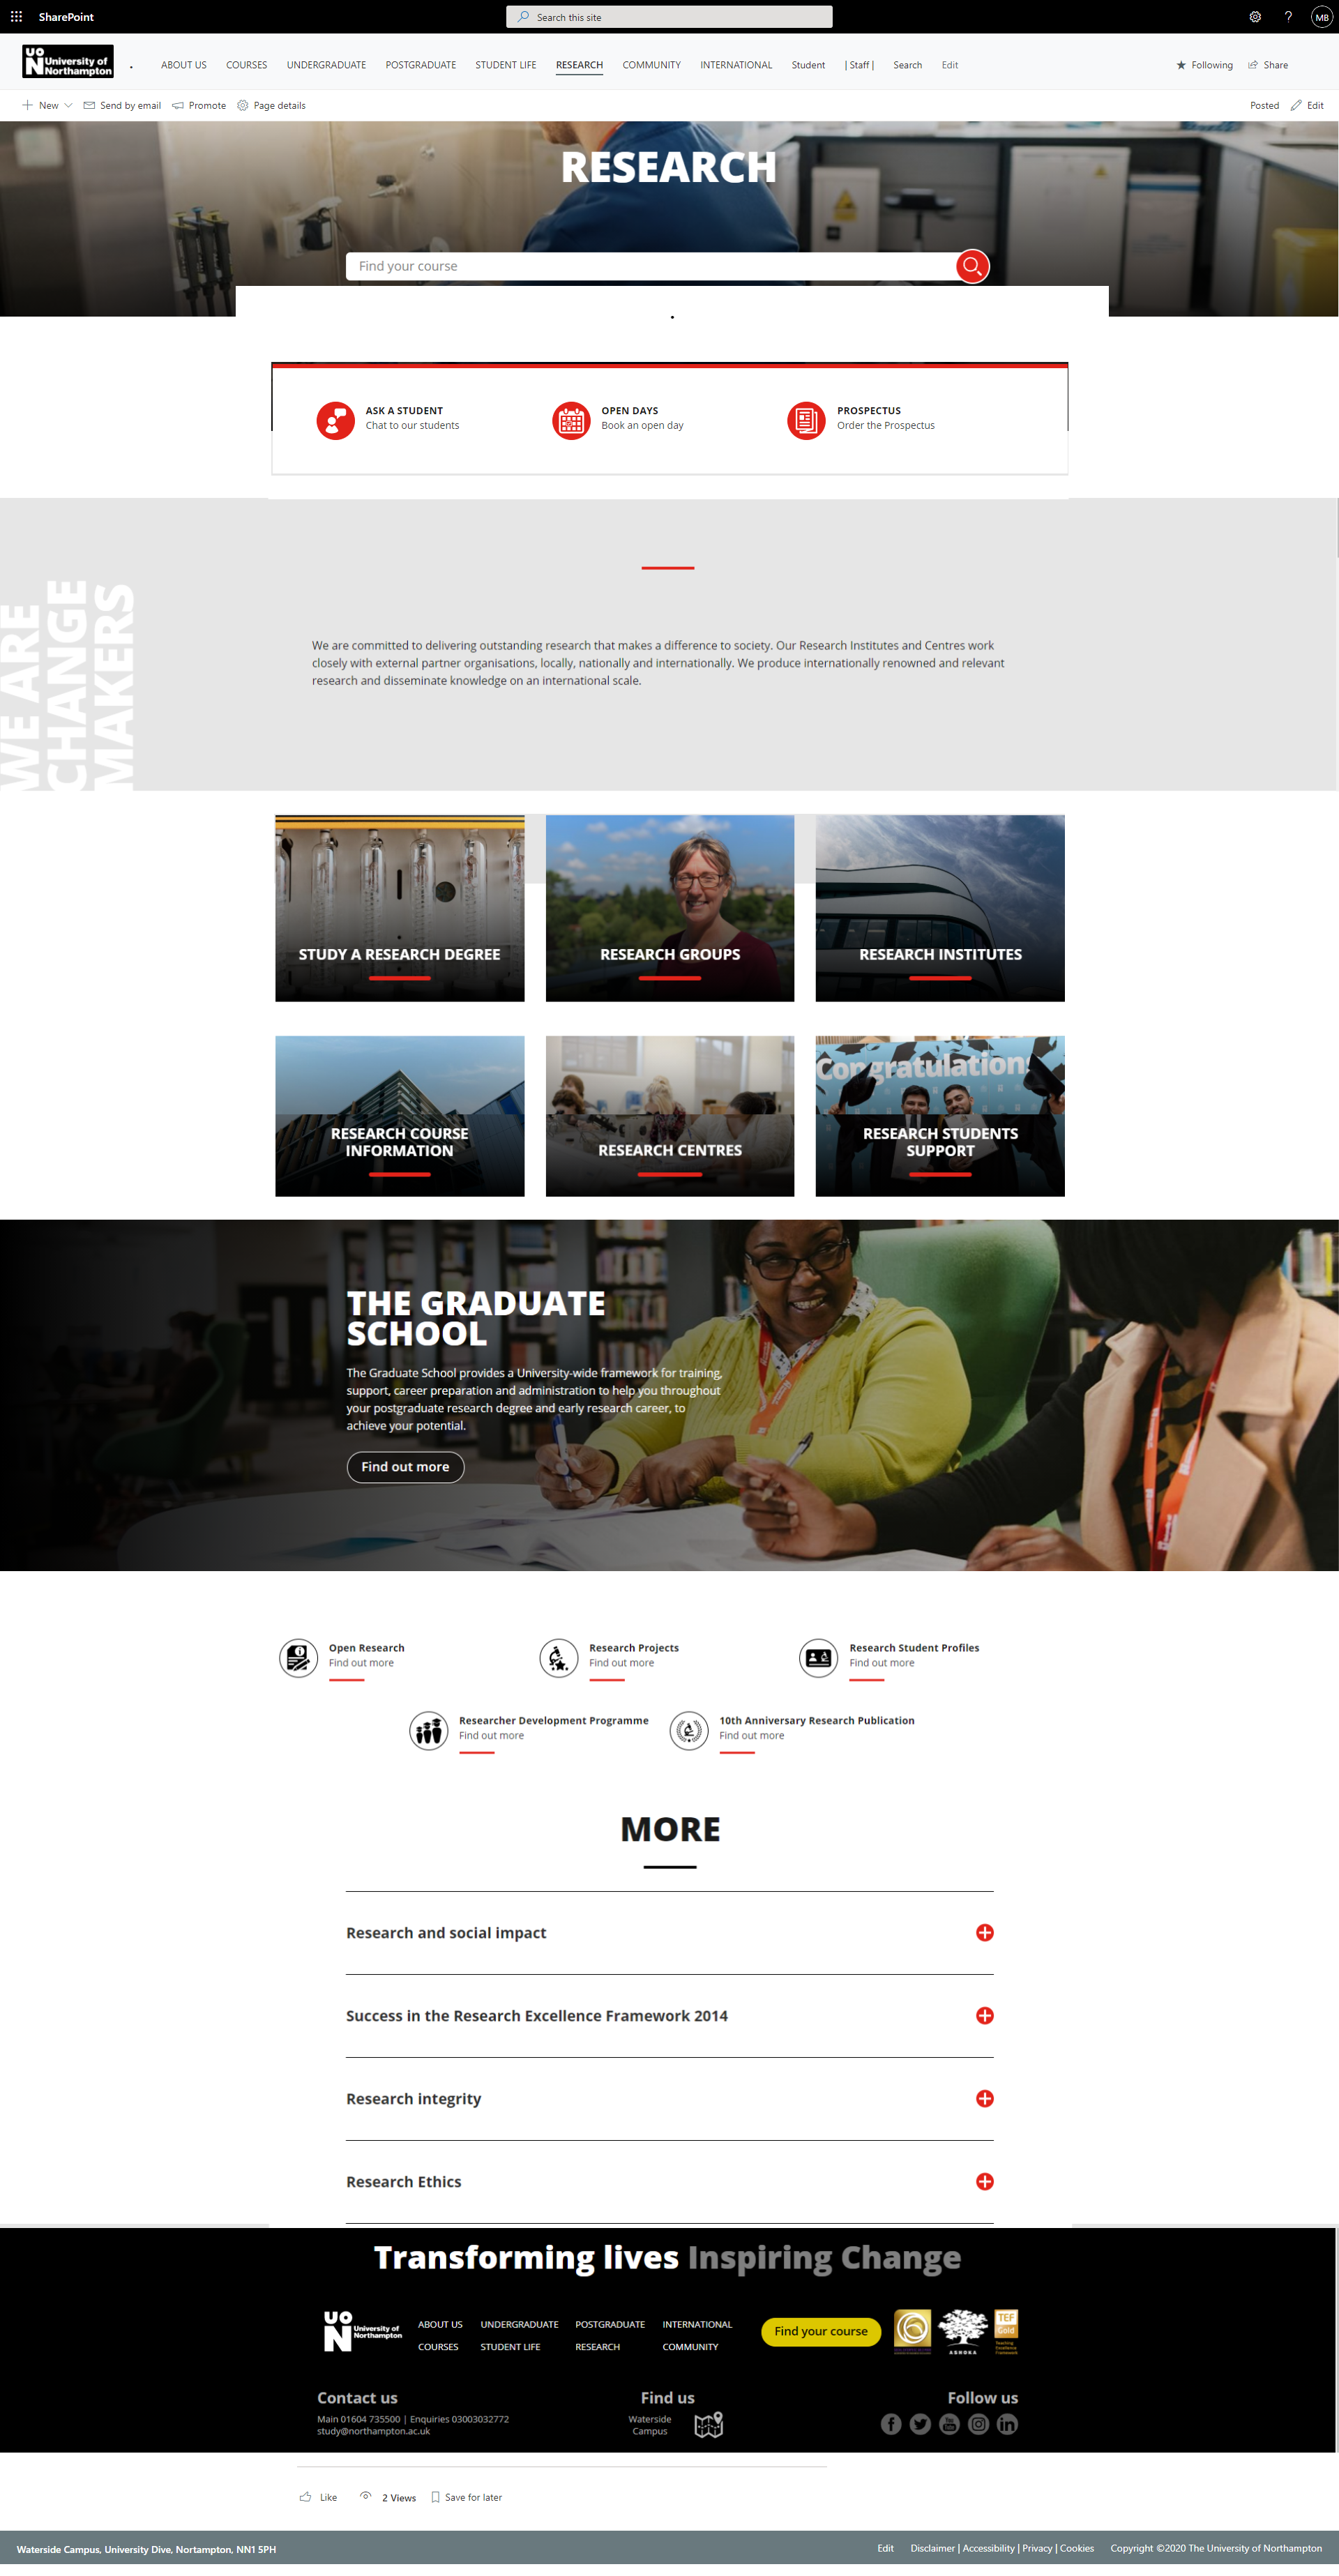 SharePoint
Search this site
MB
UO
N University of
Northampton
.
ABOUT US
COURSES
UNDERGRADUATE
POSTGRADUATE
STUDENT LIFE
RESEARCH
COMMUNITY
INTERNATIONAL
Student
| Staff |
Search
Edit
Following
Share
New
Send by email
Promote
Page details
Posted
Edit
RESEARCH
Find your course
.
ASK A STUDENT
Chat to our students
OPEN DAYS
Book an open day
PROSPECTUS
Order the Prospectus
WE ARE
CHANGE
MAKERS
We are committed to delivering outstanding research that makes a difference to society. Our Research Institutes and Centres work
closely with external partner organisations, locally, nationally and internationally. We produce internationally renowned and relevant
research and disseminate knowledge on an international scale.
STUDY A RESEARCH DEGREE
RESEARCH GROUPS
RESEARCH INSTITUTES
RESEARCH COURSE
INFORMATION
RESEARCH CENTRES
Congratulations
RESEARCH STUDENTS
SUPPORT
THE GRADUATE
SCHOOL
The Graduate School provides a University-wide framework for training,
support, career preparation and administration to help you throughout
your postgraduate research degree and early research career, to
achieve your potential.
Find out more
Open Research
Find out more
Research Projects
Find out more
Research Student Profiles
Find out more
Researcher Development Programme
Find out more
10th Anniversary Research Publication
Find out more
MORE
Research and social impact
Success in the Research Excellence Framework 2014
Research integrity
Research Ethics
Transforming lives Inspiring Change
UO
N University of
Northampton
ABOUT US
UNDERGRADUATE
POSTGRADUATE
INTERNATIONAL
COURSES
STUDENT LIFE
RESEARCH
COMMUNITY
Find your course
ASHOKA
TEF
Gold
Teaching
Excellence
Framework
Contact us
Main 01604 735500 | Enquiries 03003032772
study@northampton.ac.uk
Find us
Waterside
Campus
Follow us
Like
2 Views
Save for later
Waterside Campus, University Dive, Nortampton, NN1 5PH
Edit
Disclaimer | Accessibility | Privacy | Cookies
Copyright ©2020 The University of Northampton